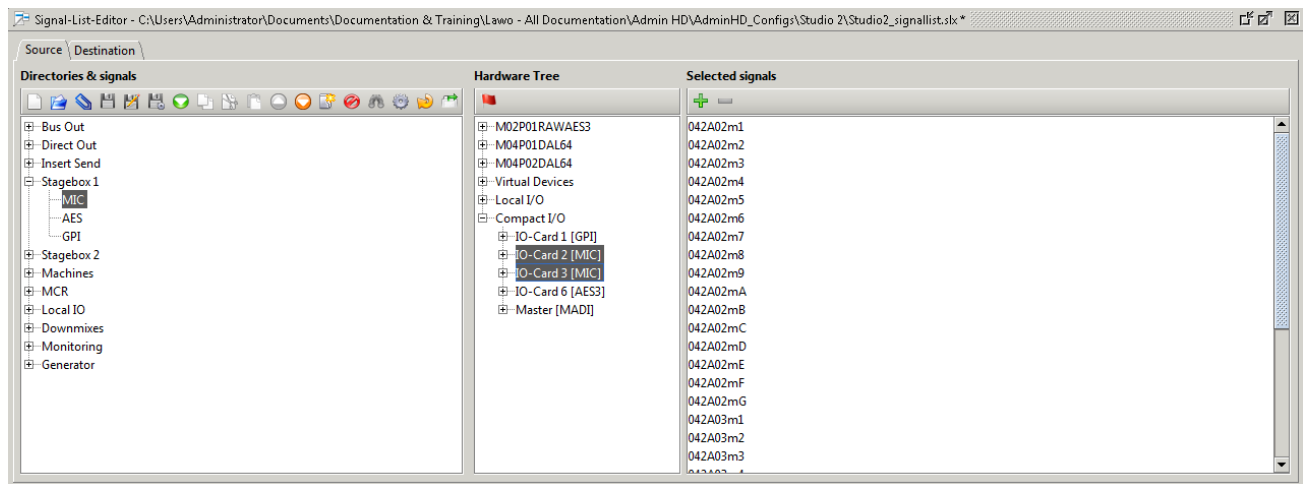 Signal-List-Editor - C:\Users\Administrator\Documents\Documentation & Training\Lawo - All Documentation\Admin HD\AdminHD_Configs\Studio 2\Studio2_signallist.slx *
Source
Destination
Directories & signals
Bus Out
Direct Out
Insert Send
Stagebox 1
MIC
AES
GPI
Stagebox 2
Machines
MCR
Local IO
Downmixes
Monitoring
Generator
Hardware Tree
M02P01RAWAES3
M04P01DAL64
M04P02DAL64
Virtual Devices
Local I/O
Compact I/O
IO-Card 1 [GPI]
IO-Card 2 [MIC]
IO-Card 3 [MIC]
IO-Card 6 [AES3]
Master [MADI]
Selected signals
042A02m1
042A02m2
042A02m3
042A02m4
042A02m5
042A02m6
042A02m7
042A02m8
042A02m9
042A02mA
042A02mB
042A02mC
042A02mD
042A02mE
042A02mF
042A02mG
042A03m1
042A03m2
042A03m3